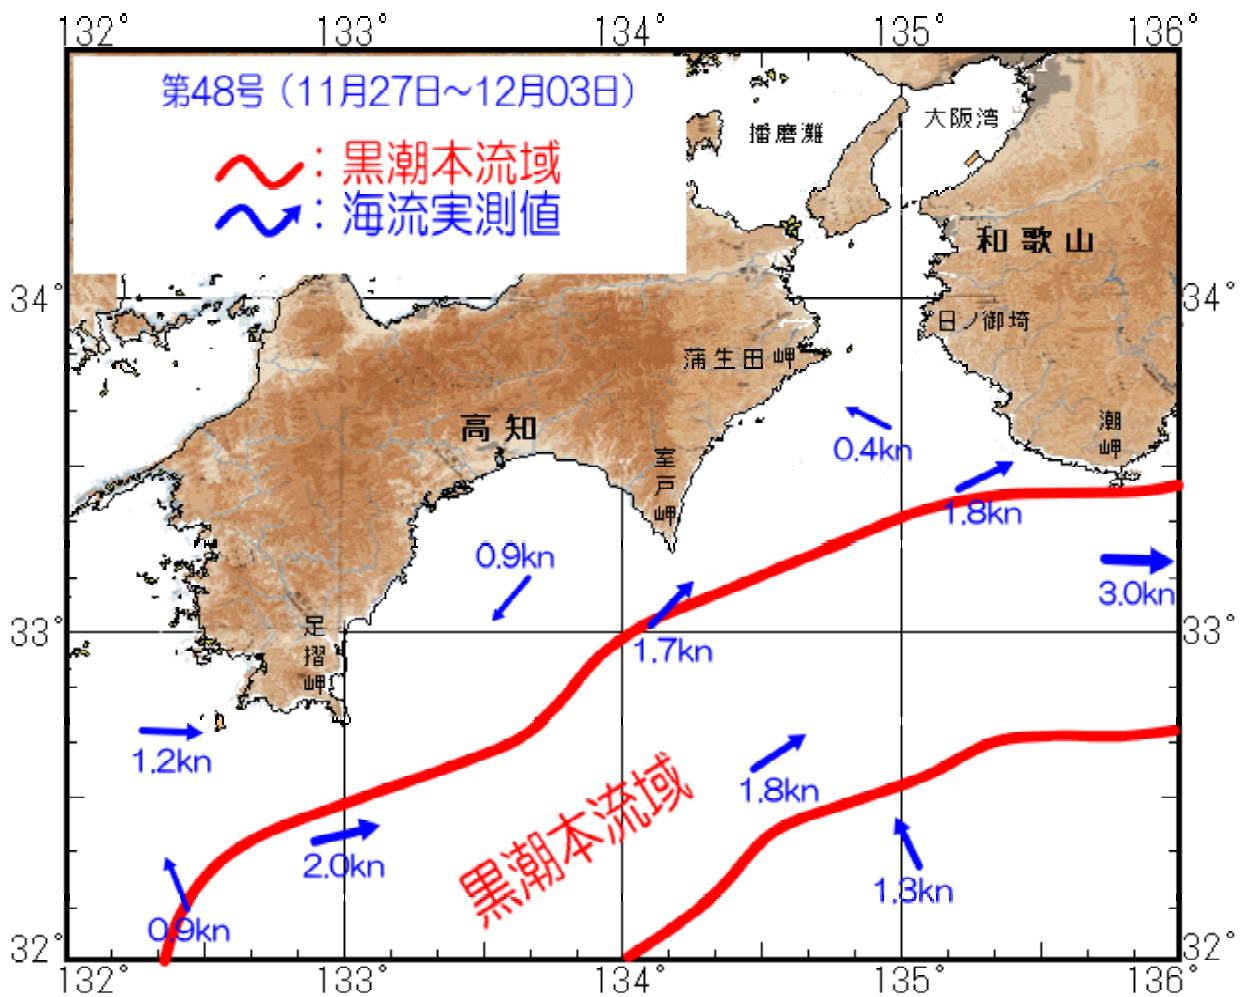 132° 133° 134° 135° 136°
第48号（11月27日～12月03日）
：黒潮本流域
：海流実測値
播磨灘
大阪湾
和歌山
34° 34°
日ノ御埼
蒲生田岬
高知
潮岬
室戸岬
0.4kn
1.8kn
0.9kn
3.0kn
33° 33°
足摺岬
1.7kn
1.2kn
1.8kn
黒潮本流域
2.0kn
1.3kn
0.9kn
32° 32°
132° 133° 134° 135° 136°